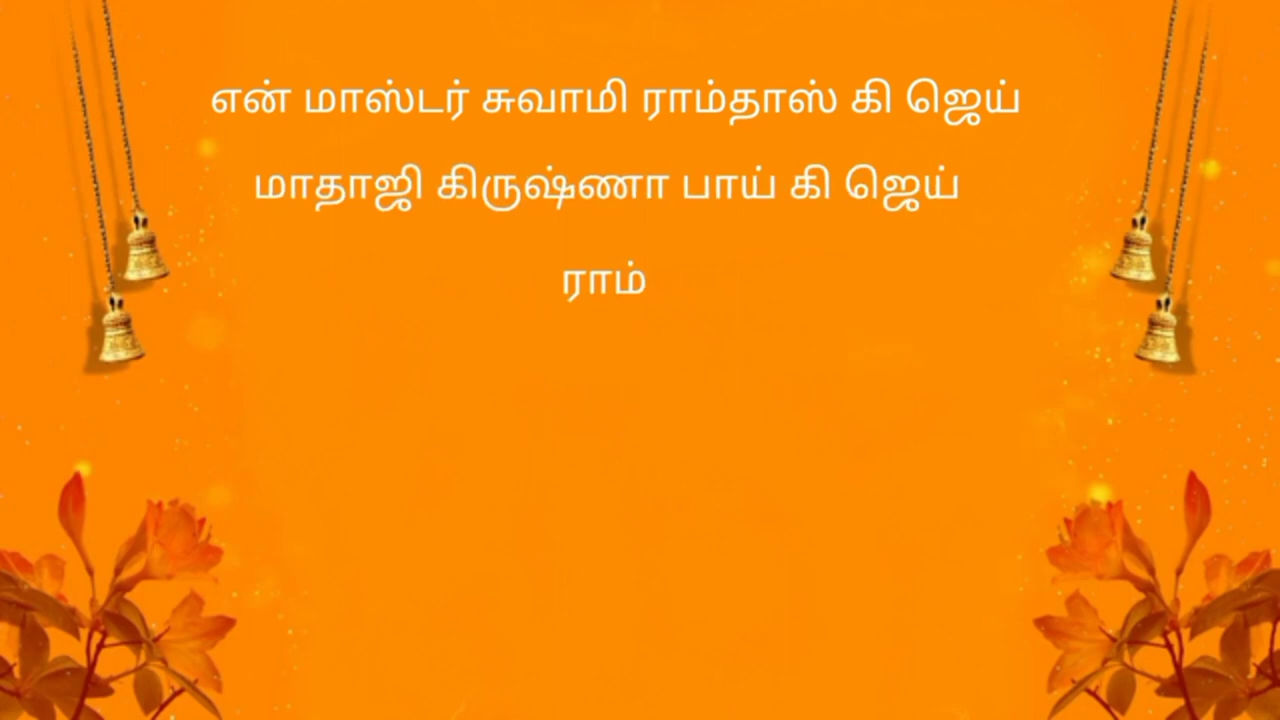 என் மாஸ்டர் சுவாமி ராம்தாஸ் கி ஜெய்
மாதாஜி கிருஷ்ணா பாய் கி ஜெய்
ராம்